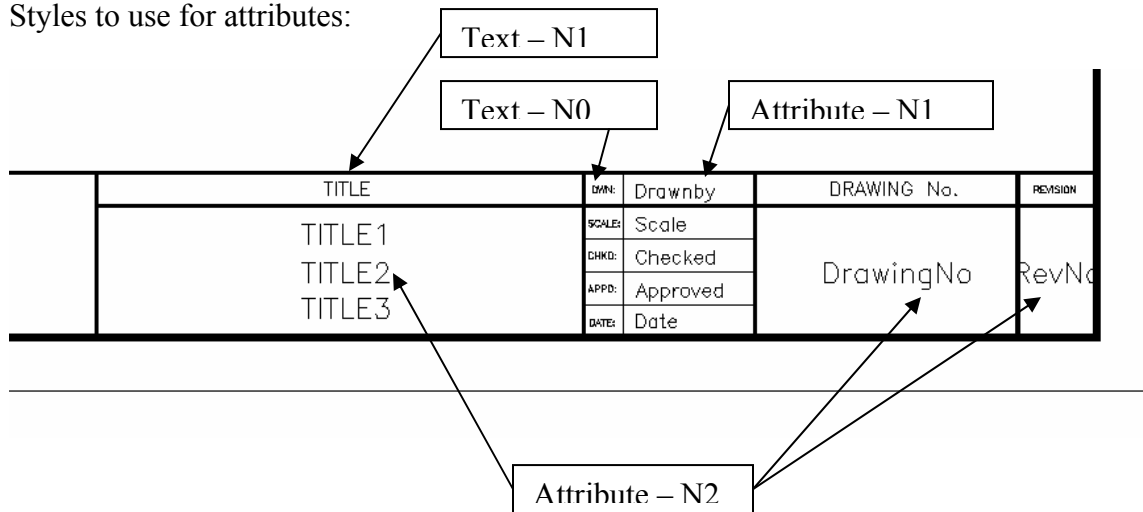 Styles to use for attributes:
Text – N1
Text – N0
Attribute – N1
TITLE
DWN:
Drawnby
DRAWING No.
REVISION
TITLE1
TITLE2
TITLE3
SCALE:
Scale
CHKD:
Checked
APPD:
Approved
DATE:
Date
DrawingNo
RevNo
Attribute – N2